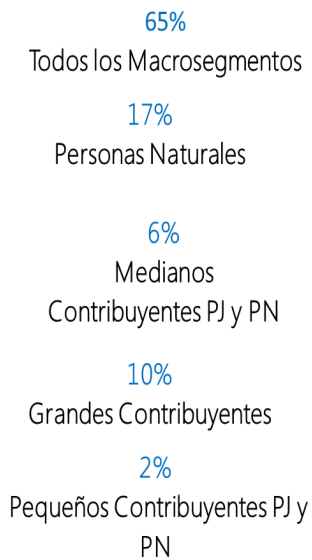 65%
Todos los Macrosegmentos
17%
Personas Naturales
6%
Medianos
Contribuyentes PJ y PN
10%
Grandes Contribuyentes
2%
Pequeños Contribuyentes PJ y
PN